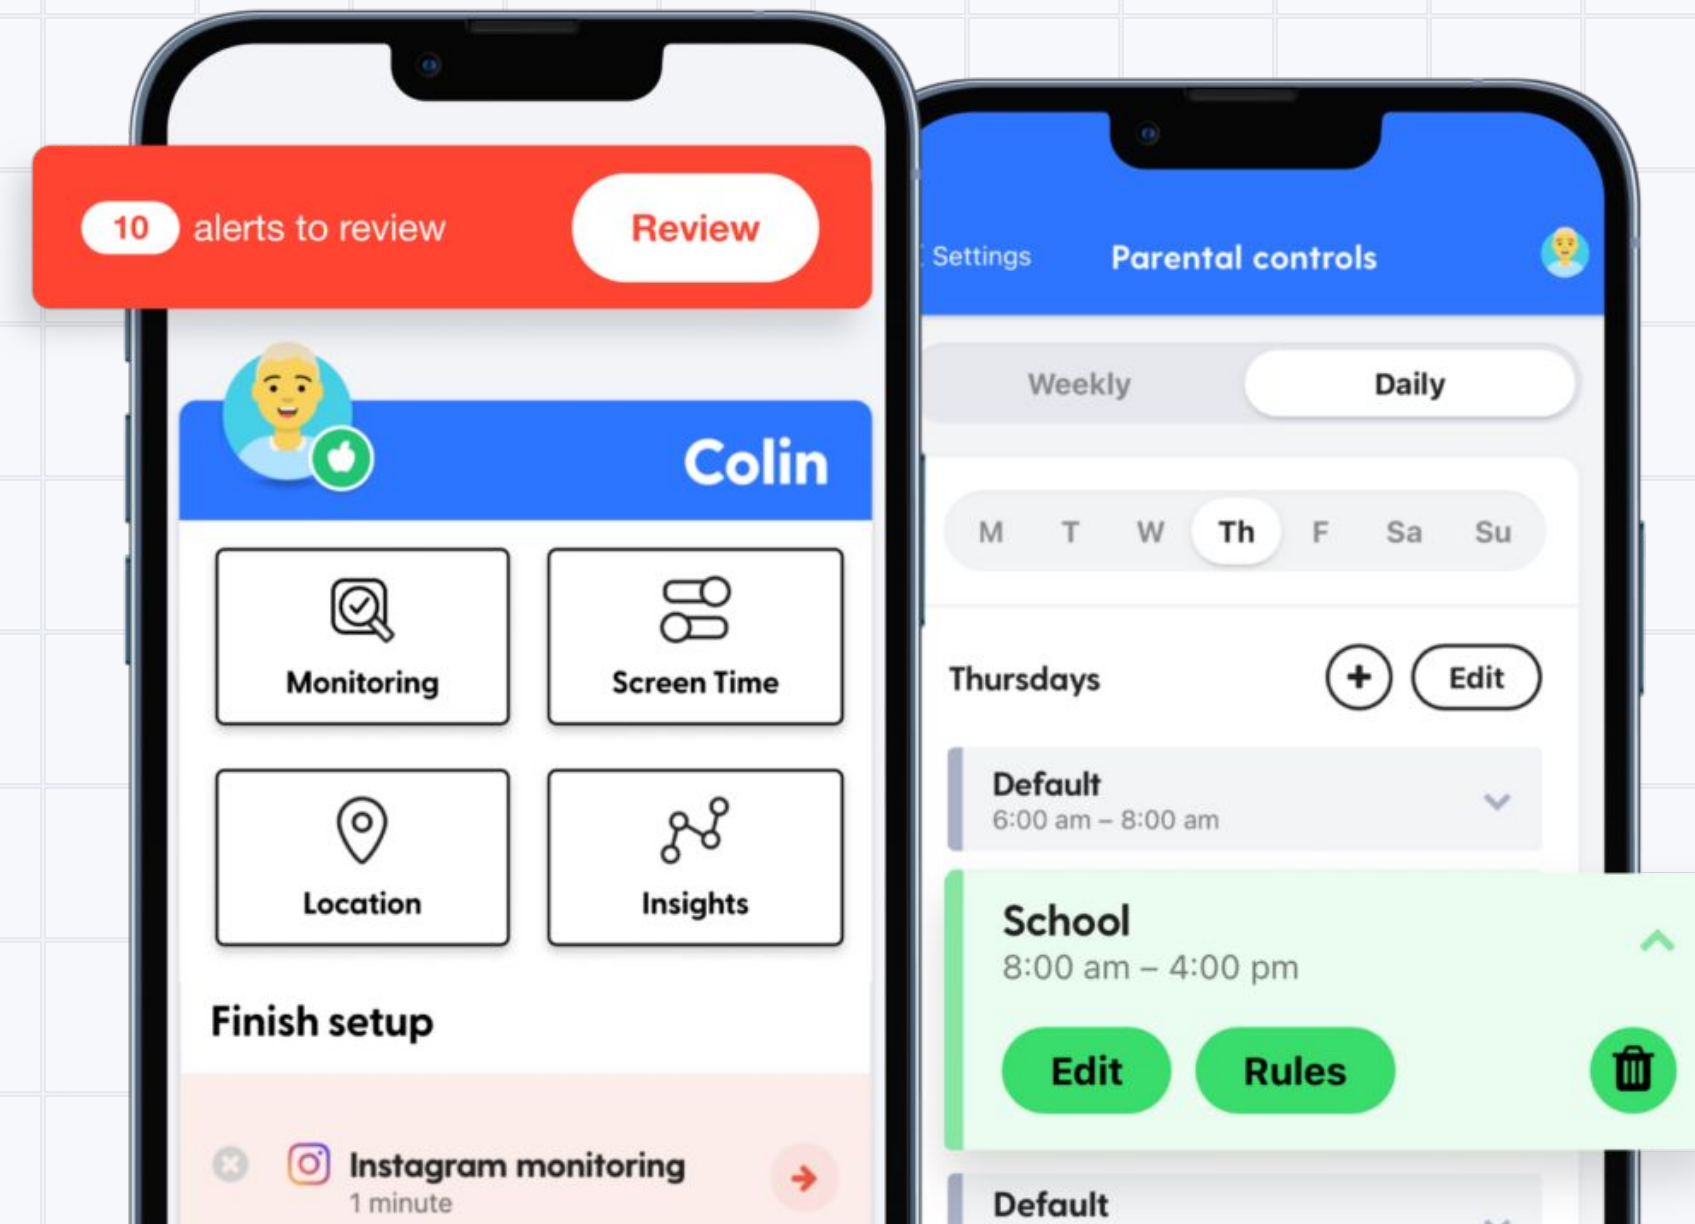 10 alerts to review Review
Colin
Monitoring
Screen Time
Location
Insights
Finish setup
Instagram monitoring
1 minute
Settings Parental controls
Weekly Daily
M T W Th F Sa Su
Thursdays + Edit
Default
6:00 am – 8:00 am
School
8:00 am – 4:00 pm
Edit Rules
Default